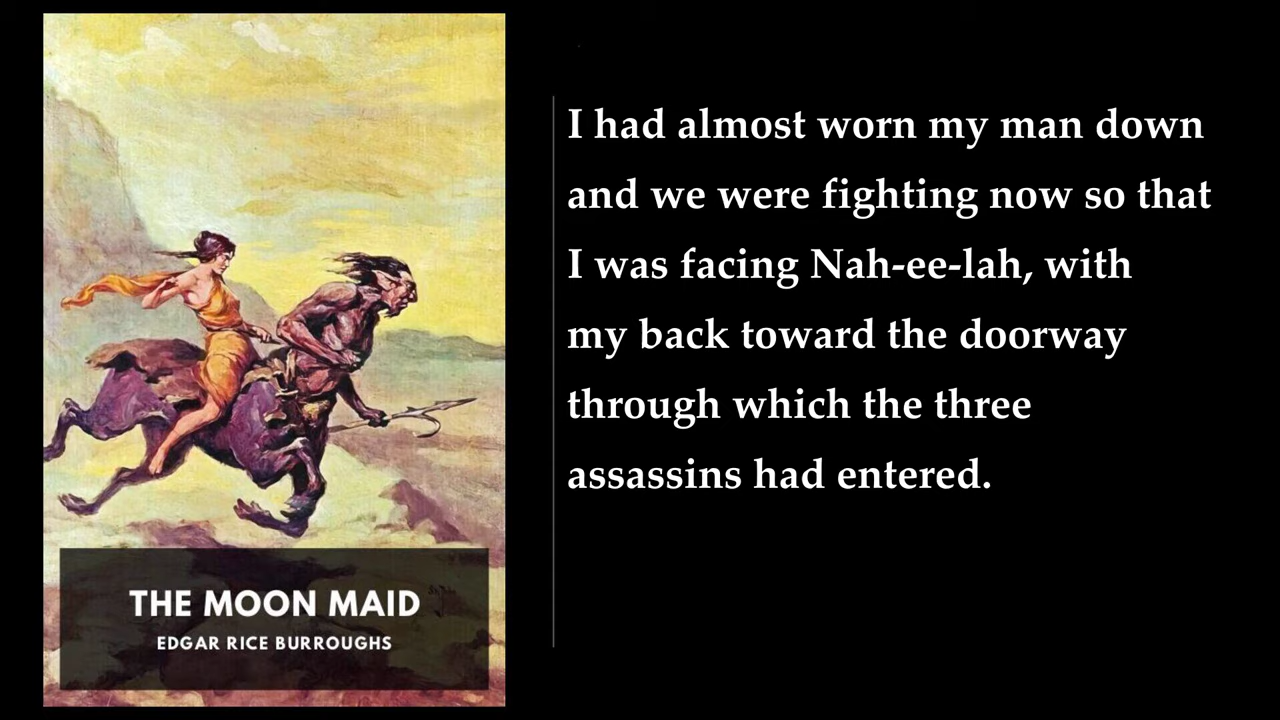 THE MOON MAID
EDGAR RICE BURROUGHS
I had almost worn my man down
and we were fighting now so that
I was facing Nah-ee-lah, with
my back toward the doorway
through which the three
assassins had entered.